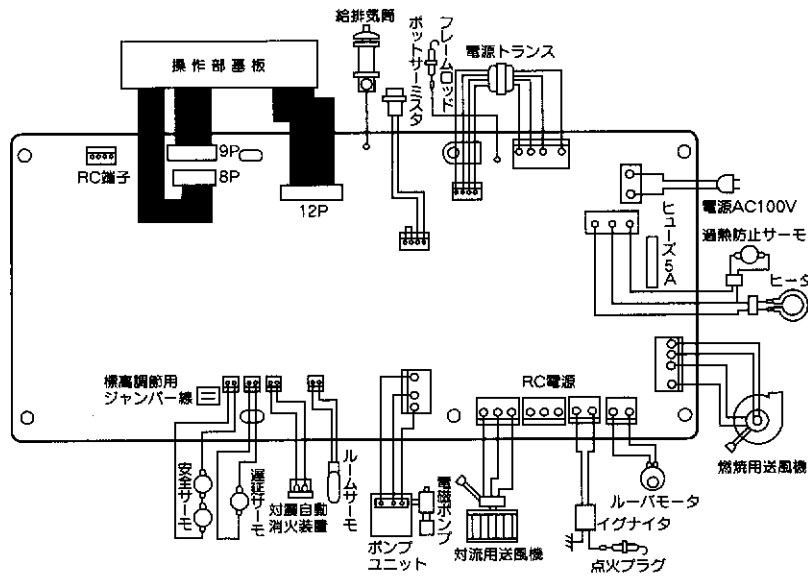 給排気筒
操作部基板
ポットサーミスタ
フレームロッド
電源トランス
RC端子
9P
8P
12P
ヒューズ5A
電源AC100V
過熱防止サーモ
ヒータ
標高調節用
ジャンパー線
RC電源
安全サーモ
遅延サーモ
対震自動
消火装置
ルームサーモ
ポンプ
ユニット
電磁ポンプ
対流用送風機
ルーバモータ
イグナイタ
点火プラグ
燃焼用送風機